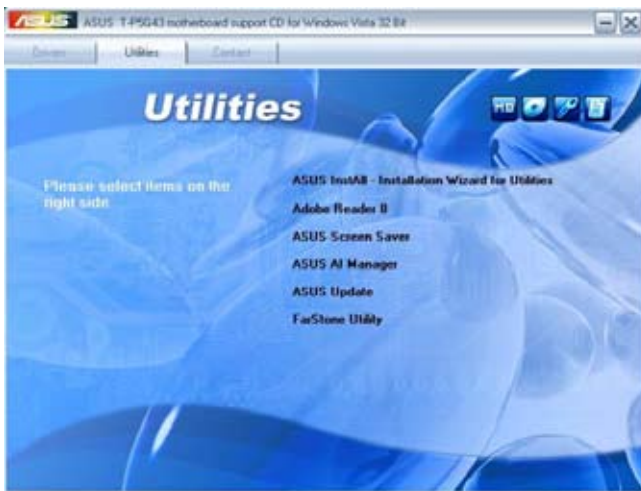 ASUS T-P5G43 motherboard support CD for Windows Vista 32 Bit
Drivers
Utilities
Contact
Utilities
Please select items on the
right side
ASUS InstAll - Installation Wizard for Utilities
Adobe Reader 8
ASUS Screen Saver
ASUS AI Manager
ASUS Update
FarStone Utility